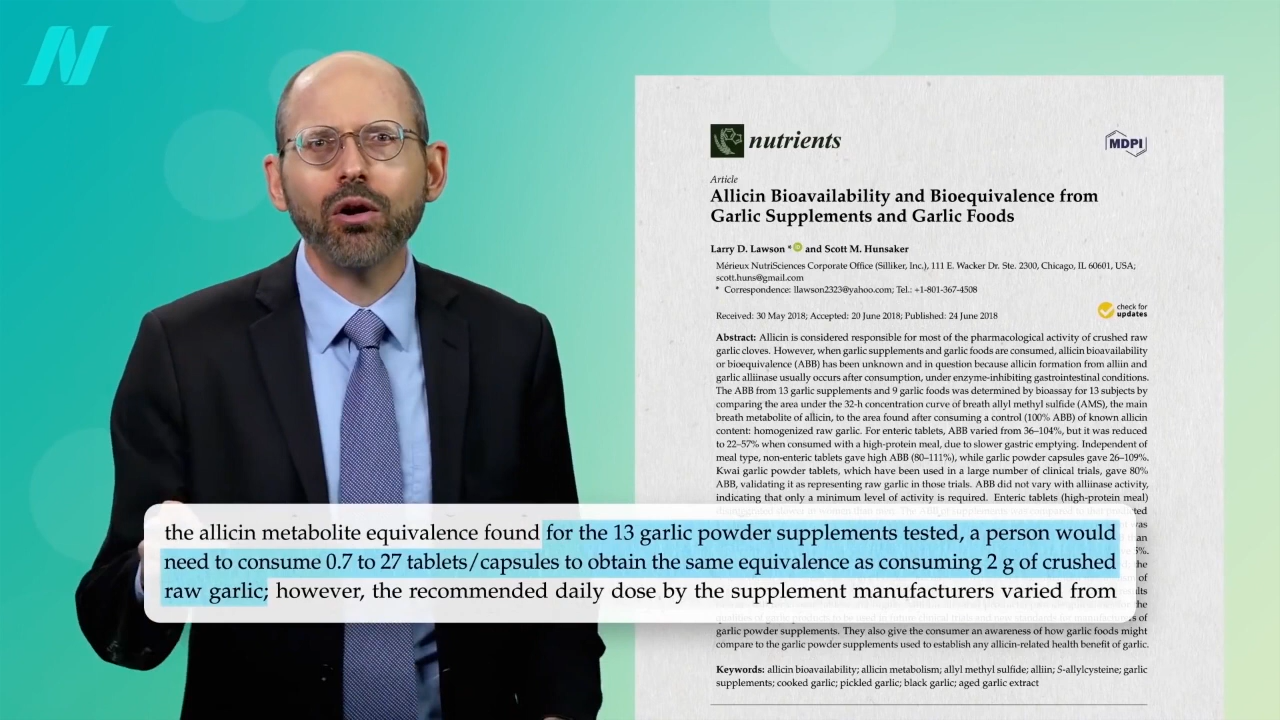 nutrients
MDPI
Article
Allicin Bioavailability and Bioequivalence from
Garlic Supplements and Garlic Foods
Larry D. Lawson * and Scott M. Hunsaker
Mérieux NutriSciences Corporate Office (Silliker, Inc.), 111 E. Wacker Dr. Ste. 2300, Chicago, IL 60601, USA;
scott.huns@gmail.com
* Correspondence: llawson2323@yahoo.com; Tel.: +1-801-367-4508
check for
updates
Received: 30 May 2018; Accepted: 20 June 2018; Published: 24 June 2018
Abstract: Allicin is considered responsible for most of the pharmacological activity of crushed raw
garlic cloves. However, when garlic supplements and garlic foods are consumed, allicin bioavailability
or bioequivalence (ABB) has been unknown and in question because allicin formation from alliin and
garlic alliinase usually occurs after consumption, under enzyme-inhibiting gastrointestinal conditions.
The ABB from 13 garlic supplements and 9 garlic foods was determined by bioassay for 13 subjects by
comparing the area under the 32-h concentration curve of breath allyl methyl sulfide (AMS), the main
breath metabolite of allicin, to the area found after consuming a control (100% ABB) of known allicin
content: homogenized raw garlic. For enteric tablets, ABB varied from 36–104%, but it was reduced
to 22–57% when consumed with a high-protein meal, due to slower gastric emptying. Independent of
meal type, non-enteric tablets gave high ABB (80–111%), while garlic powder capsules gave 26–109%.
Kwai garlic powder tablets, which have been used in a large number of clinical trials, gave 80%
ABB, validating it as representing raw garlic in those trials. ABB did not vary with alliinase activity,
indicating that only a minimum level of activity is required. Enteric tablets (high-protein meal)
the allicin metabolite equivalence found for the 13 garlic powder supplements tested, a person would
need to consume 0.7 to 27 tablets/capsules to obtain the same equivalence as consuming 2 g of crushed
raw garlic; however, the recommended daily dose by the supplement manufacturers varied from
garlic powder supplements. They also give the consumer an awareness of how garlic foods might
compare to the garlic powder supplements used to establish any allicin-related health benefit of garlic.
Keywords: allicin bioavailability; allicin metabolism; allyl methyl sulfide; alliin; S-allylcysteine; garlic
supplements; cooked garlic; pickled garlic; black garlic; aged garlic extract